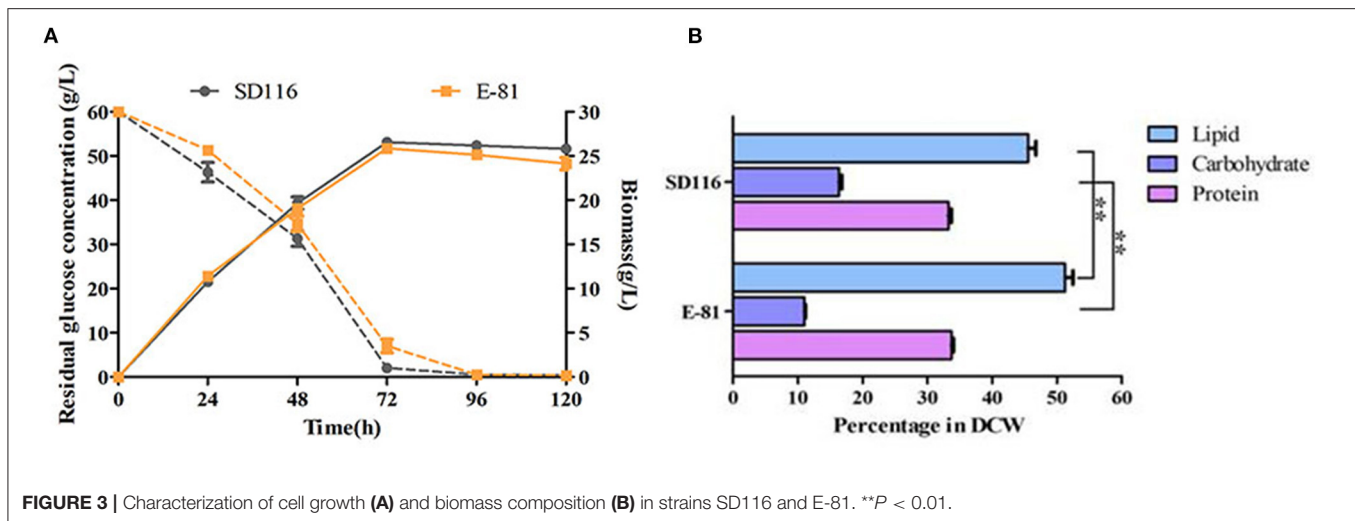 A
B
SD116
E-81
Residual glucose concentration (g/L)
60
50
40
30
20
10
0
30
25
20
15
10
5
0
Biomass(g/L)
0 24 48 72 96 120
Time(h)
SD116
E-81
**
**
0 10 20 30 40 50 60
Percentage in DCW
Lipid
Carbohydrate
Protein
FIGURE 3 | Characterization of cell growth (A) and biomass composition (B) in strains SD116 and E-81. **P < 0.01.